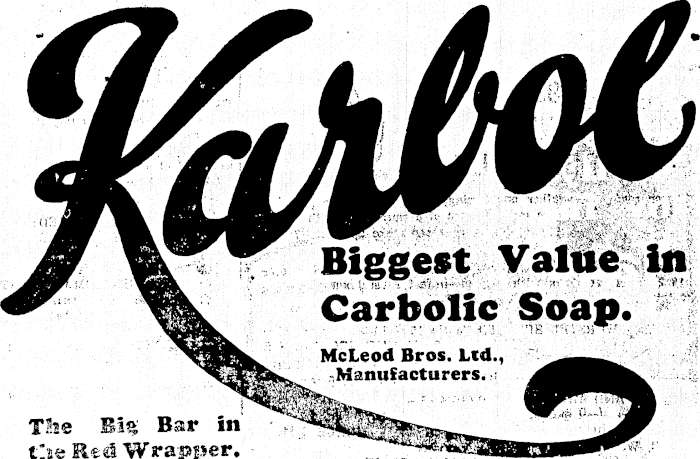 Karbol
Biggest Value in
Carbolic Soap.
McLeod Bros. Ltd.,
Manufacturers.
The Big Bar in
the Red Wrapper.